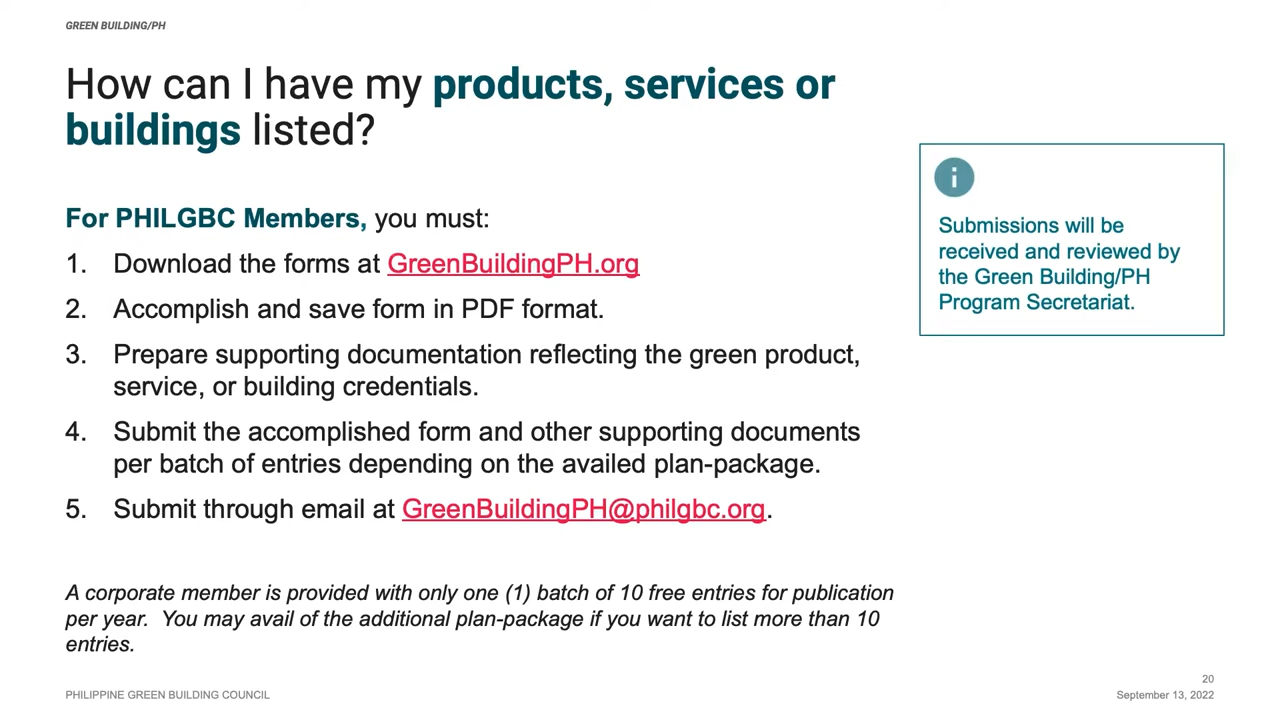 GREEN BUILDING/PH
How can I have my products, services or
buildings listed?
For PHILGBC Members, you must:
1. Download the forms at GreenBuildingPH.org
2. Accomplish and save form in PDF format.
3. Prepare supporting documentation reflecting the green product,
service, or building credentials.
4. Submit the accomplished form and other supporting documents
per batch of entries depending on the availed plan-package.
5. Submit through email at GreenBuildingPH@philgbc.org.
A corporate member is provided with only one (1) batch of 10 free entries for publication
per year. You may avail of the additional plan-package if you want to list more than 10
entries.
i
Submissions will be
received and reviewed by
the Green Building/PH
Program Secretariat.
PHILIPPINE GREEN BUILDING COUNCIL
20
September 13, 2022